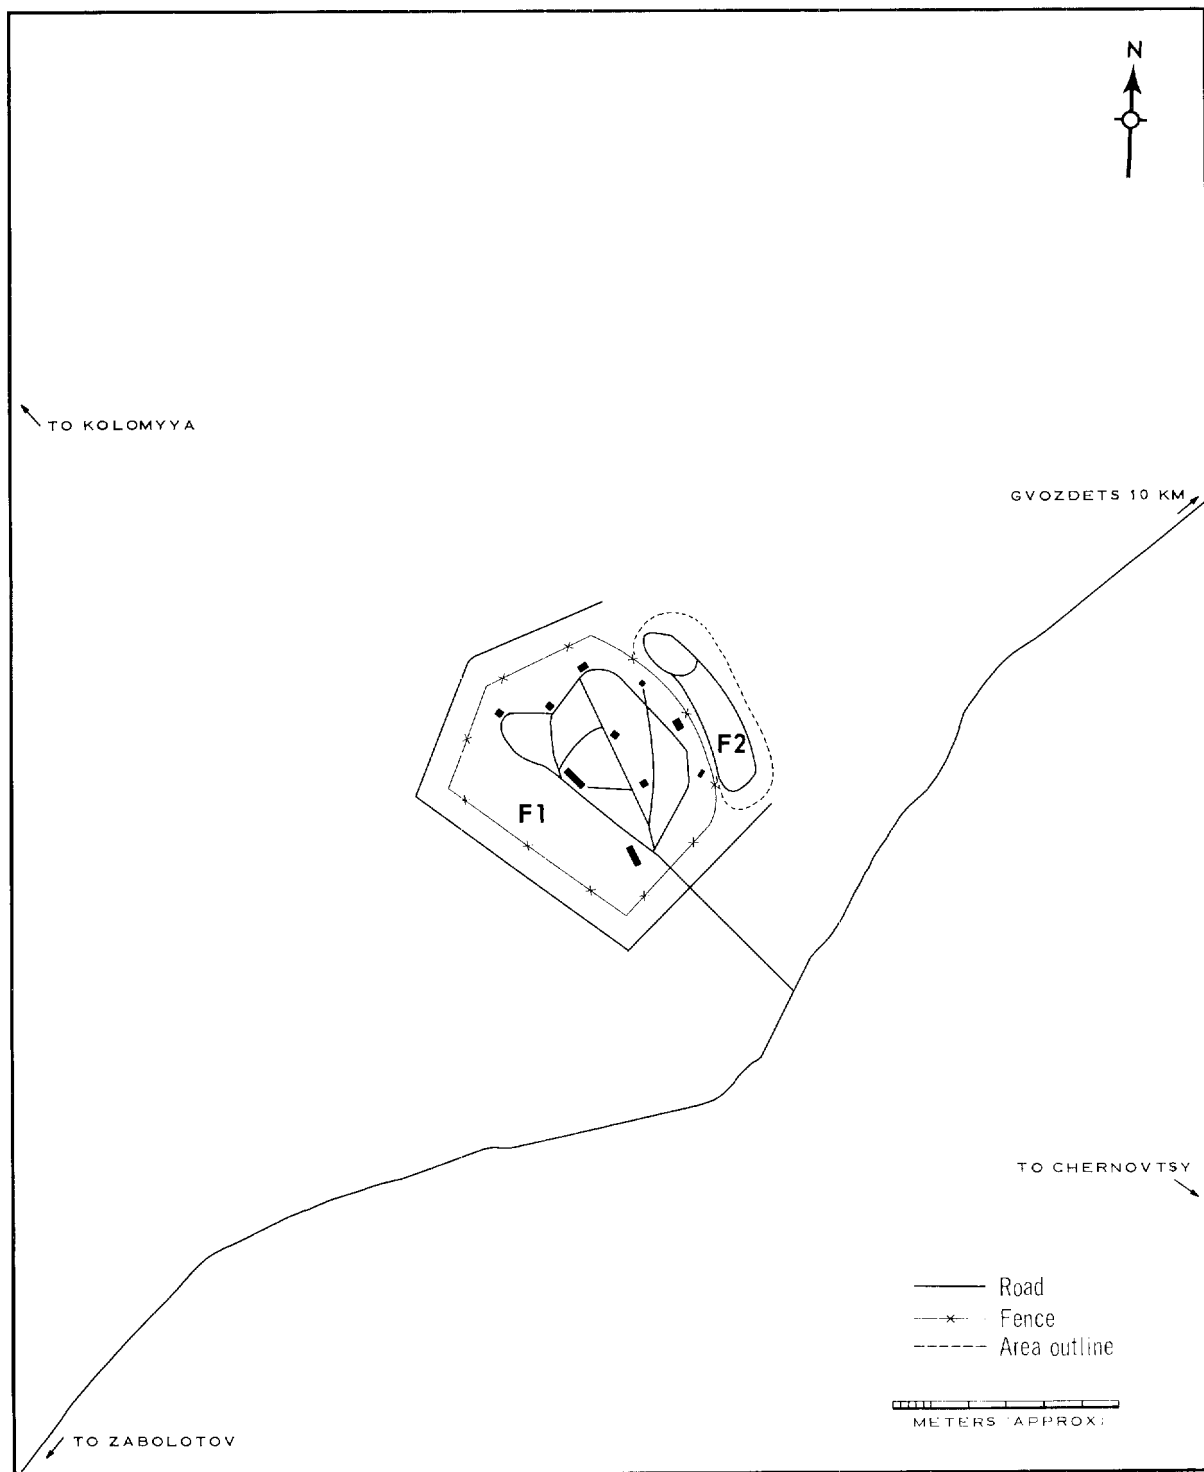 N
TO KOLOMYYA
GVOZDETS 10 KM
F2
F1
TO CHERNOVTSY
Road
Fence
Area outline
METERS (APPROX)
TO ZABOLOTOV